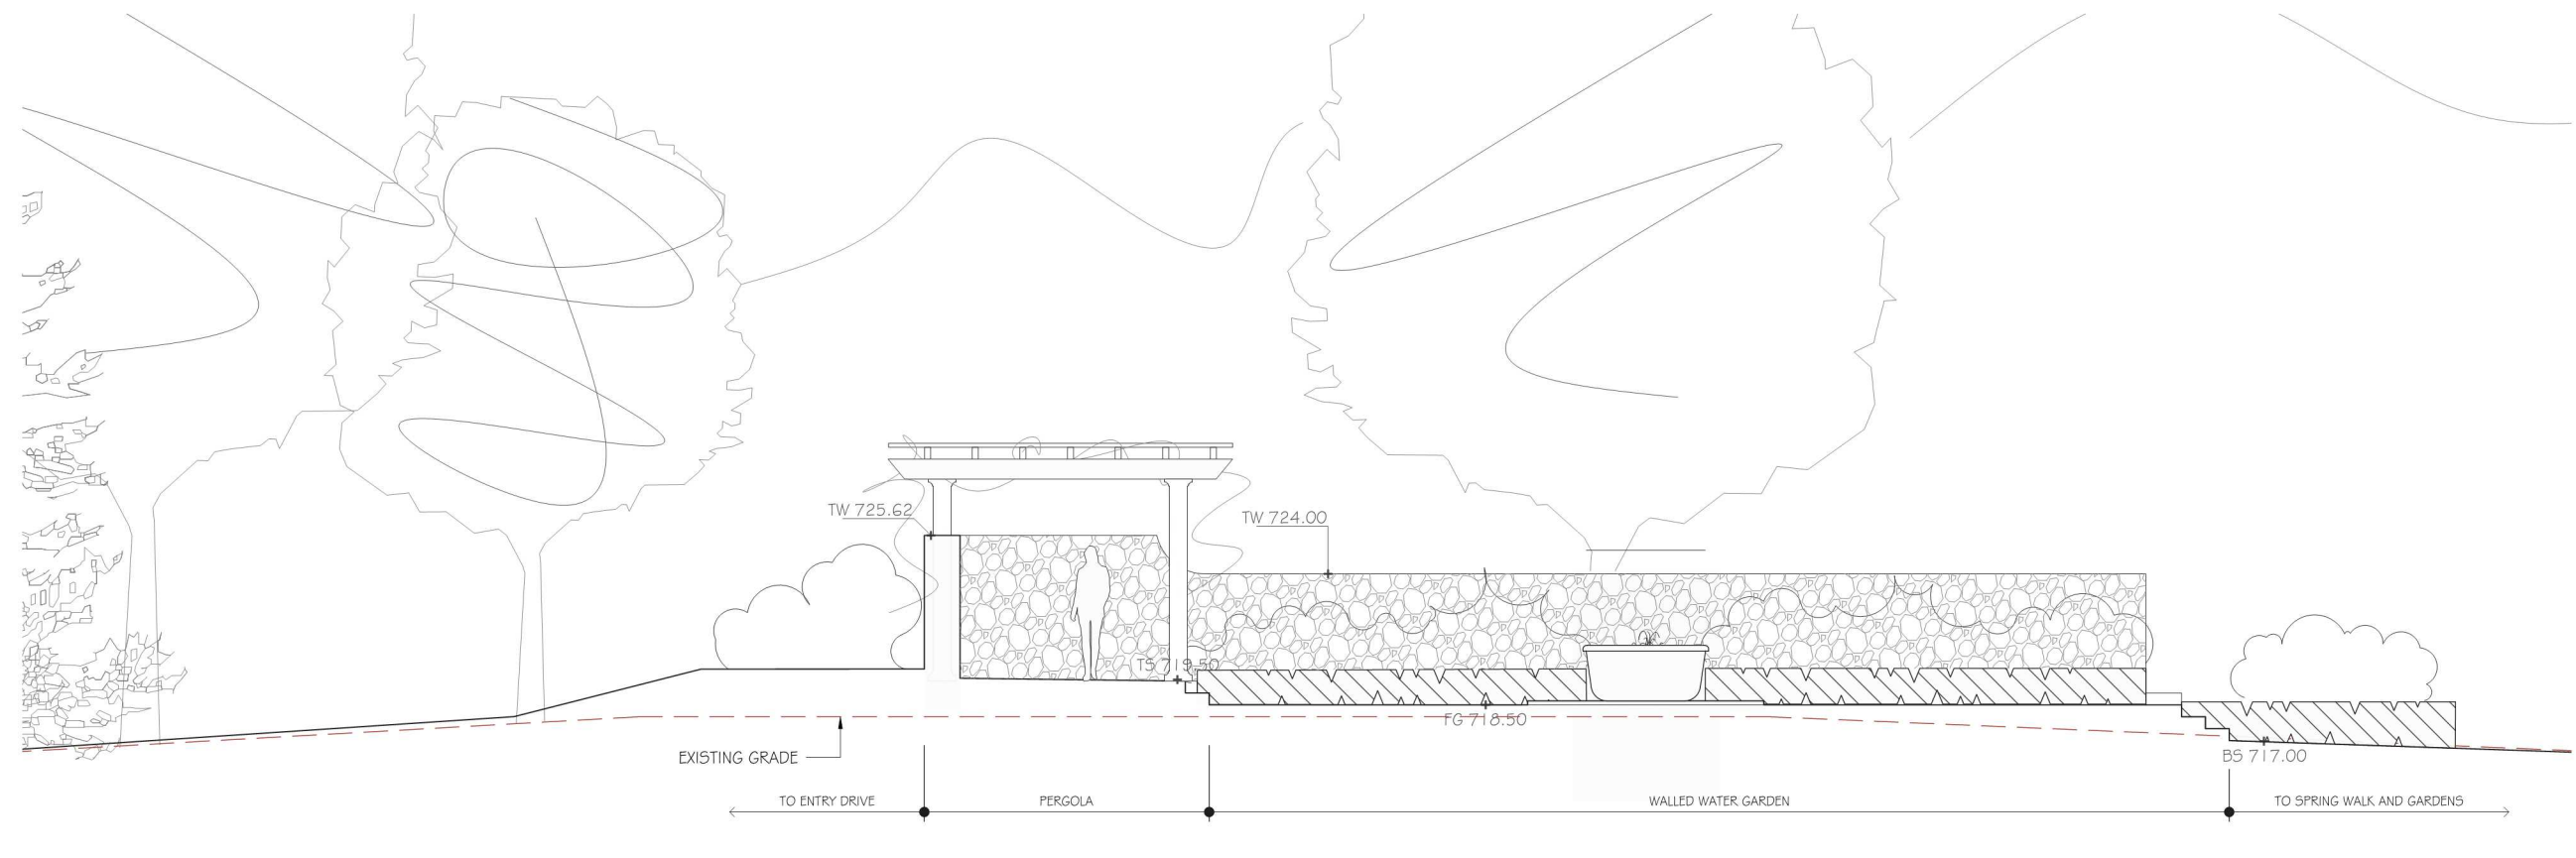 TW 725.62
TW 724.00
TS 719.50
FG 718.50
EXISTING GRADE
BS 717.00
TO ENTRY DRIVE
PERGOLA
WALLED WATER GARDEN
TO SPRING WALK AND GARDENS